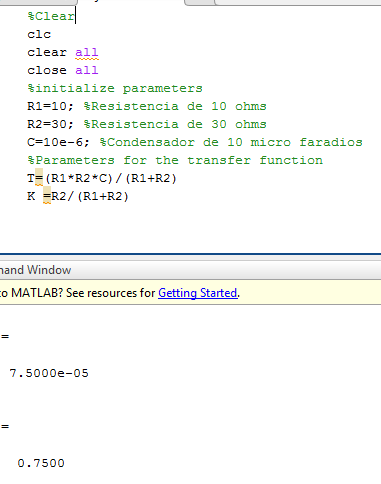 %Clear
clc
clear all
close all
%initialize parameters
R1=10; %Resistencia de 10 ohms
R2=30; %Resistencia de 30 ohms
C=10e-6; %Condensador de 10 micro faradios
%Parameters for the transfer function
T=(R1*R2*C)/(R1+R2)
K =R2/(R1+R2)
Window
to MATLAB? See resources for Getting Started.
=
7.5000e-05
=
0.7500